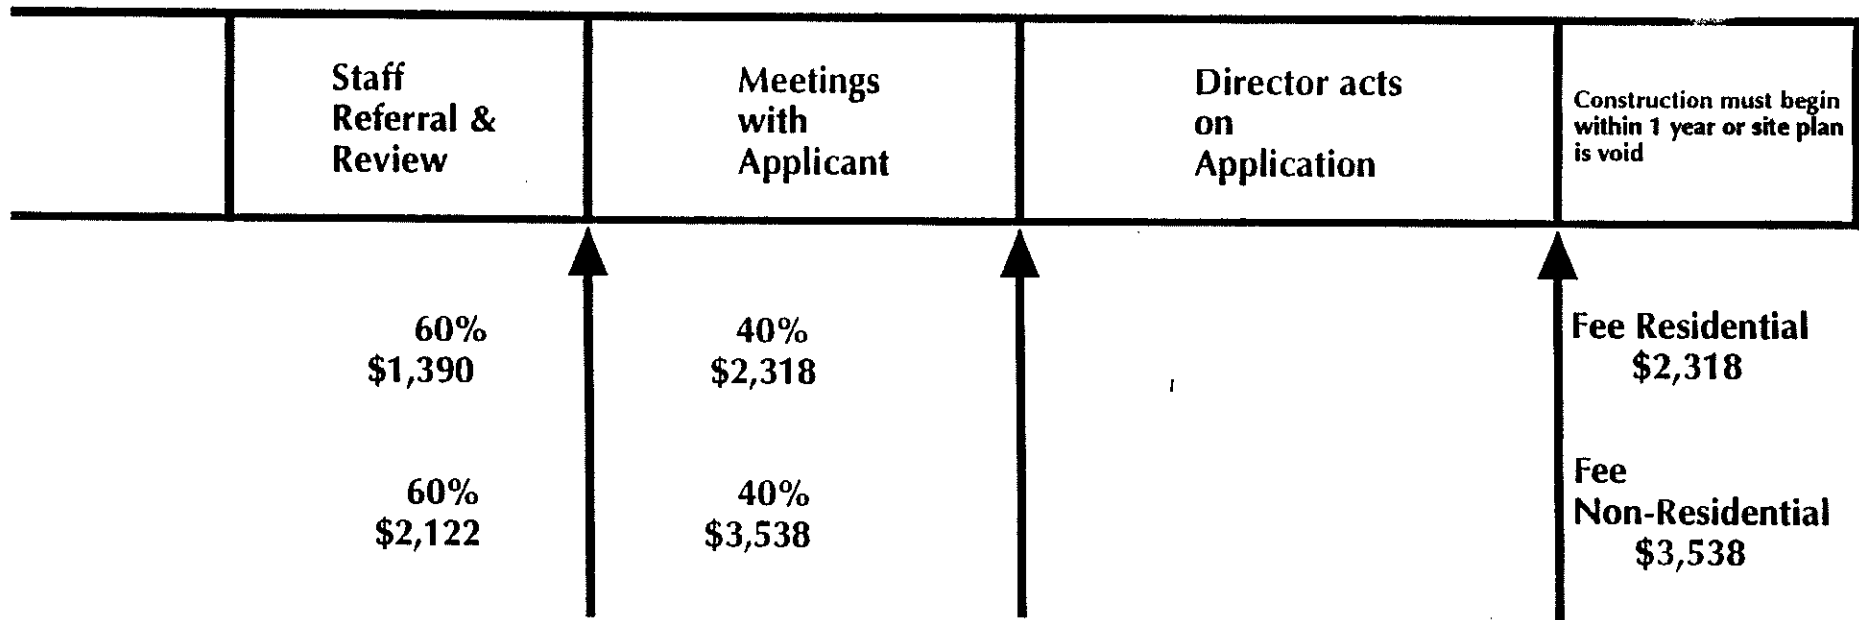 Staff
Referral &
Review
Meetings
with
Applicant
Director acts
on
Application
Construction must begin
within 1 year or site plan
is void
60%
$1,390
40%
$2,318
Fee Residential
$2,318
60%
$2,122
40%
$3,538
Fee
Non-Residential
$3,538